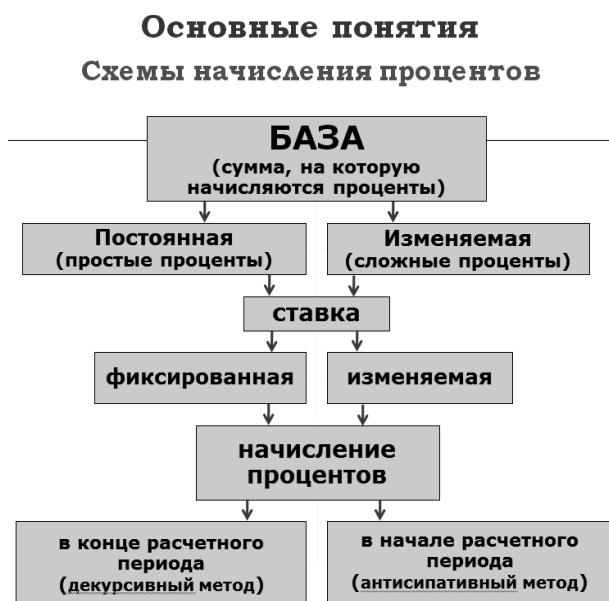 Основные понятия
Схемы начисления процентов
БАЗА
(сумма, на которую
начисляются проценты)
Постоянная
(простые проценты)
Изменяемая
(сложные проценты)
ставка
фиксированная
изменяемая
начисление
процентов
в конце расчетного
периода
(декурсивный метод)
в начале расчетного
периода
(антисипативный метод)